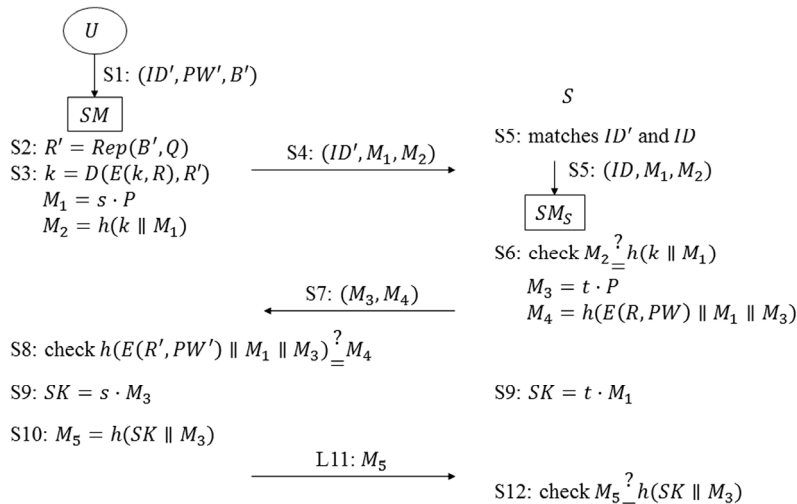 U
S1: (ID′, PW′, B′)
SM
S
S2: R′ = Rep(B′, Q)
S3: k = D(E(k, R), R′)
M₁ = s · P
M₂ = h(k ∥ M₁)
S4: (ID′, M₁, M₂)
S5: matches ID′ and ID
S5: (ID, M₁, M₂)
SM_S
S6: check M₂ ≟ h(k ∥ M₁)
M₃ = t · P
M₄ = h(E(R, PW) ∥ M₁ ∥ M₃)
S7: (M₃, M₄)
S8: check h(E(R′, PW′) ∥ M₁ ∥ M₃) ≟ M₄
S9: SK = s · M₃
S9: SK = t · M₁
S10: M₅ = h(SK ∥ M₃)
L11: M₅
S12: check M₅ ≟ h(SK ∥ M₃)